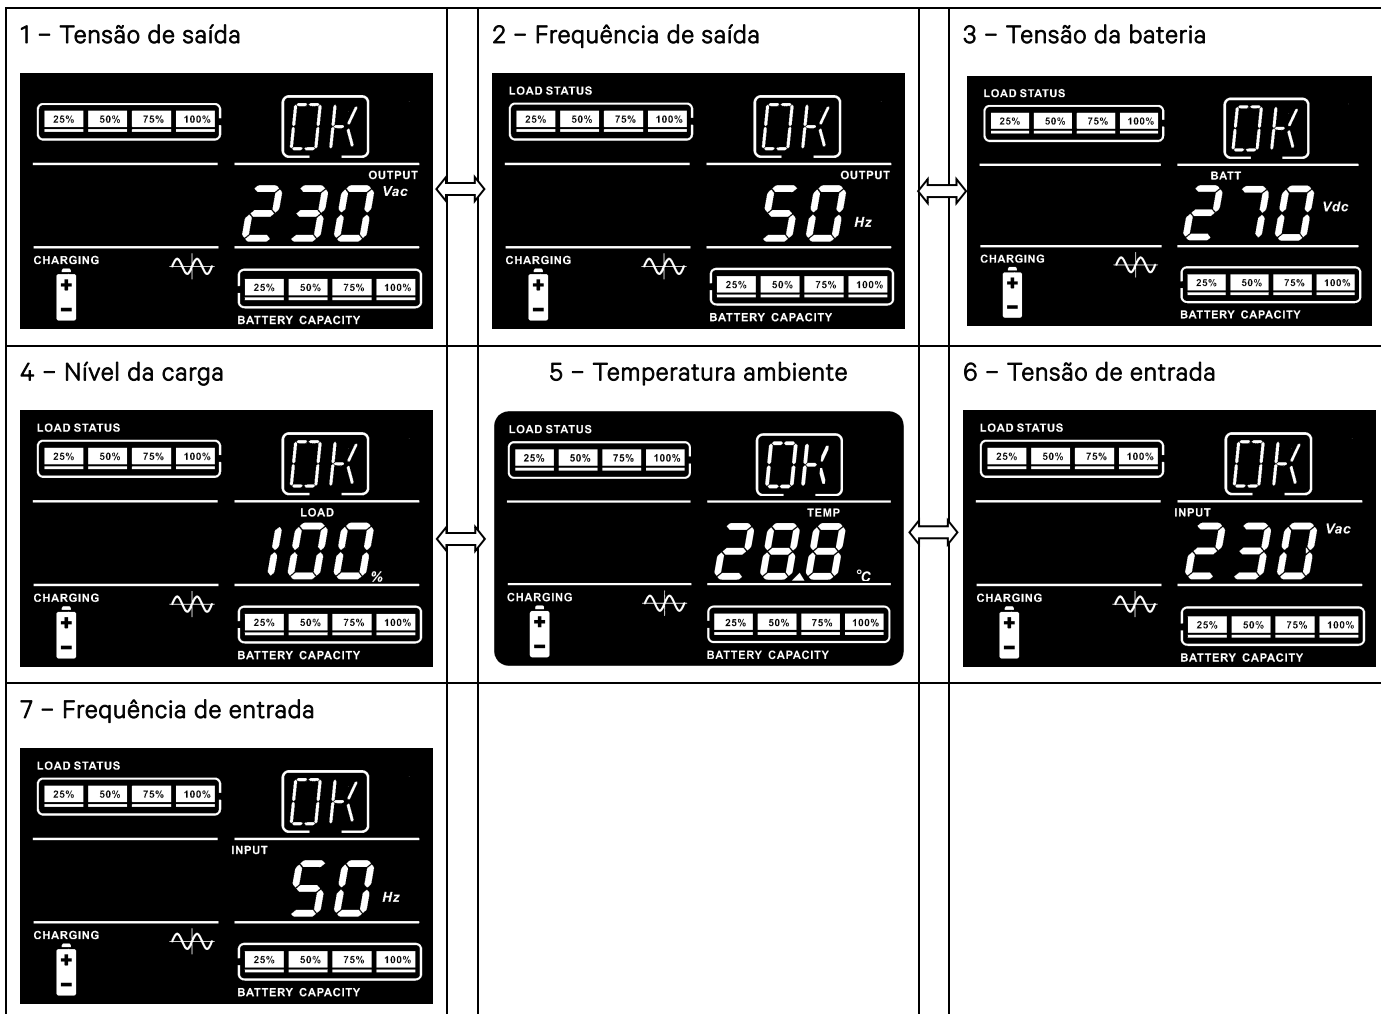 1 – Tensão de saída
25% 50% 75% 100%
OK
OUTPUT
230 Vac
CHARGING
25% 50% 75% 100%
BATTERY CAPACITY
2 – Frequência de saída
LOAD STATUS
25% 50% 75% 100%
OK
OUTPUT
50 Hz
CHARGING
25% 50% 75% 100%
BATTERY CAPACITY
3 – Tensão da bateria
LOAD STATUS
25% 50% 75% 100%
OK
BATT
270 Vdc
CHARGING
25% 50% 75% 100%
BATTERY CAPACITY
4 – Nível da carga
LOAD STATUS
25% 50% 75% 100%
OK
LOAD
100 %
CHARGING
25% 50% 75% 100%
BATTERY CAPACITY
5 – Temperatura ambiente
LOAD STATUS
25% 50% 75% 100%
OK
TEMP
28.8 °C
CHARGING
25% 50% 75% 100%
BATTERY CAPACITY
6 – Tensão de entrada
LOAD STATUS
25% 50% 75% 100%
OK
INPUT
230 Vac
CHARGING
25% 50% 75% 100%
BATTERY CAPACITY
7 – Frequência de entrada
LOAD STATUS
25% 50% 75% 100%
OK
INPUT
50 Hz
CHARGING
25% 50% 75% 100%
BATTERY CAPACITY